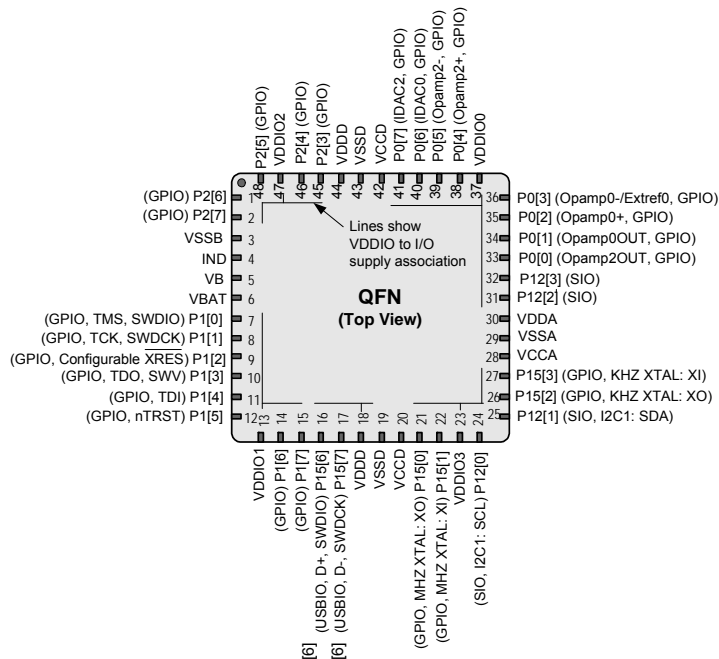 P2[5] (GPIO)
VDDIO2
P2[4] (GPIO)
P2[3] (GPIO)
VDDD
VSSD
VCCD
P0[7] (IDAC2, GPIO)
P0[6] (IDAC0, GPIO)
P0[5] (Opamp2-, GPIO)
P0[4] (Opamp2+, GPIO)
VDDIO0
48
47
46
45
44
43
42
41
40
39
38
37
(GPIO) P2[6]
1
(GPIO) P2[7]
2
VSSB
3
IND
4
VB
5
VBAT
6
(GPIO, TMS, SWDIO) P1[0]
7
(GPIO, TCK, SWDCK) P1[1]
8
(GPIO, Configurable XRES) P1[2]
9
(GPIO, TDO, SWV) P1[3]
10
(GPIO, TDI) P1[4]
11
(GPIO, nTRST) P1[5]
12
Lines show
VDDIO to I/O
supply association
QFN
(Top View)
36 P0[3] (Opamp0-/Extref0, GPIO)
35 P0[2] (Opamp0+, GPIO)
34 P0[1] (Opamp0OUT, GPIO)
33 P0[0] (Opamp2OUT, GPIO)
32 P12[3] (SIO)
31 P12[2] (SIO)
30 VDDA
29 VSSA
28 VCCA
27 P15[3] (GPIO, KHZ XTAL: XI)
26 P15[2] (GPIO, KHZ XTAL: XO)
25 P12[1] (SIO, I2C1: SDA)
13
14
15
16
17
18
19
20
21
22
23
24
VDDIO1
(GPIO) P1[6]
(GPIO) P1[7]
[6] (USBIO, D+, SWDIO) P15[6]
[6] (USBIO, D-, SWDCK) P15[7]
VDDD
VSSD
VCCD
(GPIO, MHZ XTAL: XO) P15[0]
(GPIO, MHZ XTAL: XI) P15[1]
VDDIO3
(SIO, I2C1: SCL) P12[0]